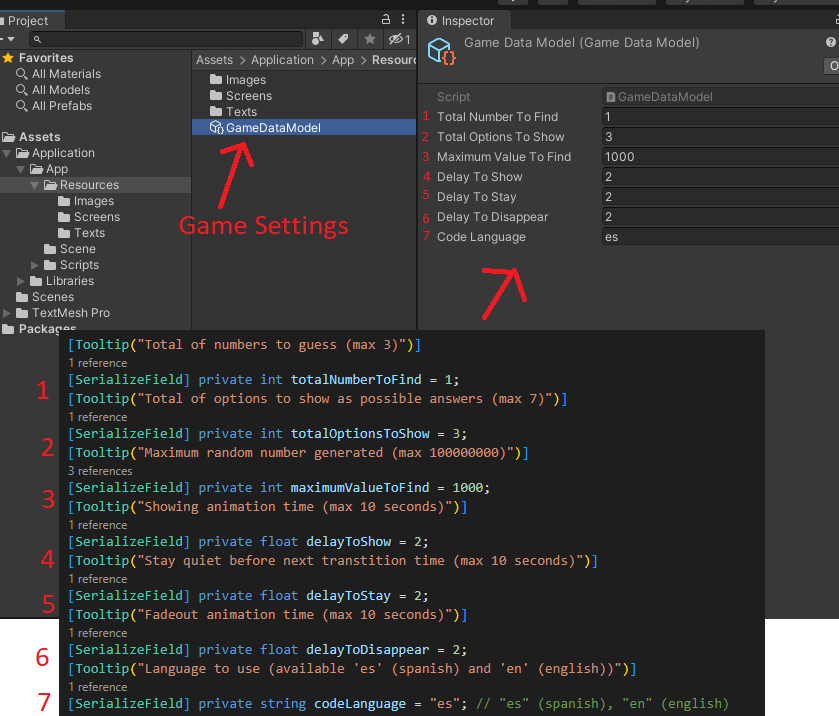 Project
1
Favorites
All Materials
All Models
All Prefabs
Assets
Application
App
Resources
Images
Screens
Texts
Scene
Scripts
Libraries
Scenes
TextMesh Pro
Packages
Assets > Application > App > Resourc
Images
Screens
Texts
GameDataModel
Game Settings
Inspector
Game Data Model (Game Data Model)
O
Script GameDataModel
1 Total Number To Find 1
2 Total Options To Show 3
3 Maximum Value To Find 1000
4 Delay To Show 2
5 Delay To Stay 2
6 Delay To Disappear 2
7 Code Language es
[Tooltip("Total of numbers to guess (max 3)")]
1 reference
1 [SerializeField] private int totalNumberToFind = 1;
[Tooltip("Total of options to show as possible answers (max 7)")]
1 reference
2 [SerializeField] private int totalOptionsToShow = 3;
[Tooltip("Maximum random number generated (max 100000000)")]
3 references
3 [SerializeField] private int maximumValueToFind = 1000;
[Tooltip("Showing animation time (max 10 seconds)")]
1 reference
4 [SerializeField] private float delayToShow = 2;
[Tooltip("Stay quiet before next transtition time (max 10 seconds)")]
1 reference
5 [SerializeField] private float delayToStay = 2;
[Tooltip("Fadeout animation time (max 10 seconds)")]
1 reference
6 [SerializeField] private float delayToDisappear = 2;
[Tooltip("Language to use (available 'es' (spanish) and 'en' (english))")]
1 reference
7 [SerializeField] private string codeLanguage = "es"; // "es" (spanish), "en" (english)